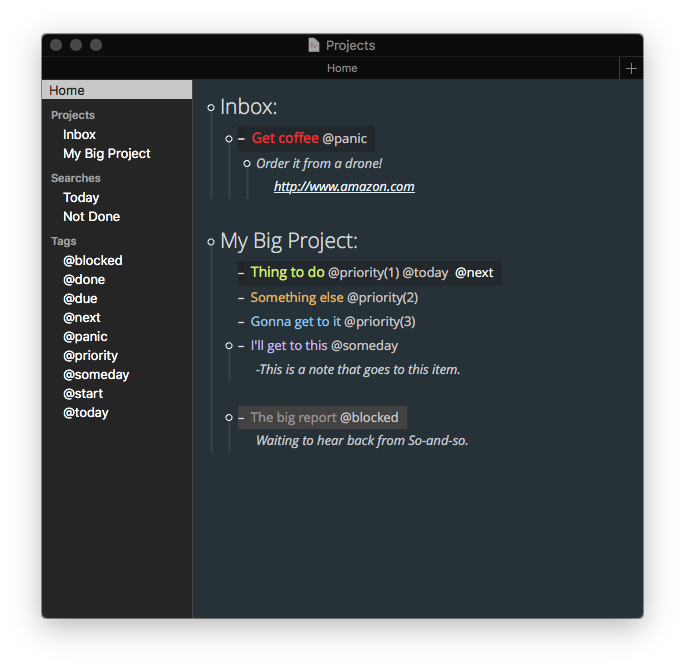 Projects
Home
+
Home
Projects
Inbox
My Big Project
Searches
Today
Not Done
Tags
@blocked
@done
@due
@next
@panic
@priority
@someday
@start
@today
Inbox:
– Get coffee @panic
Order it from a drone!
http://www.amazon.com
My Big Project:
– Thing to do @priority(1) @today @next
– Something else @priority(2)
– Gonna get to it @priority(3)
– I'll get to this @someday
-This is a note that goes to this item.
– The big report @blocked
Waiting to hear back from So-and-so.